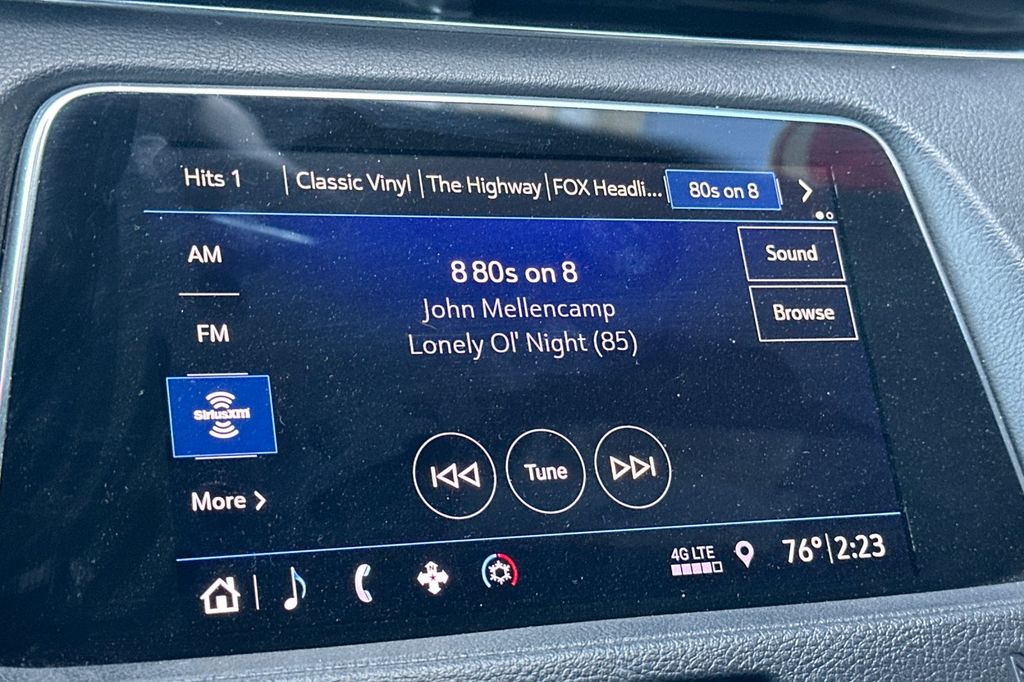 Hits 1 Classic Vinyl The Highway FOX Headli... 80s on 8
AM
FM
SiriusXM
More
8 80s on 8
John Mellencamp
Lonely Ol' Night (85)
Sound
Browse
Tune
N
4G LTE
76° 2:23